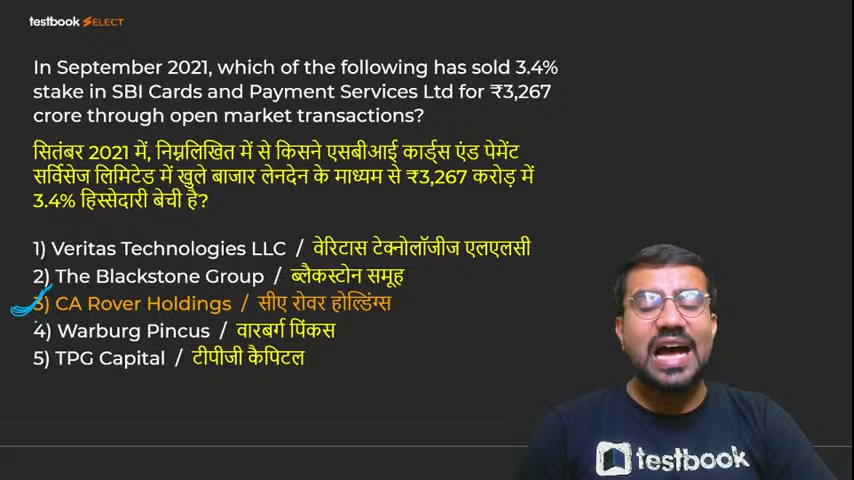 testbook SELECT
In September 2021, which of the following has sold 3.4%
stake in SBI Cards and Payment Services Ltd for ₹3,267
crore through open market transactions?
सितंबर 2021 में, निम्नलिखित में से किसने एसबीआई कार्ड्स एंड पेमेंट
सर्विसेज लिमिटेड में खुले बाजार लेनदेन के माध्यम से ₹3,267 करोड़ में
3.4% हिस्सेदारी बेची है?
1) Veritas Technologies LLC / वेरिटास टेक्नोलॉजीज एलएलसी
2) The Blackstone Group / ब्लैकस्टोन समूह
3) CA Rover Holdings / सीए रोवर होल्डिंग्स
4) Warburg Pincus / वारबर्ग पिंकस
5) TPG Capital / टीपीजी कैपिटल
testbook